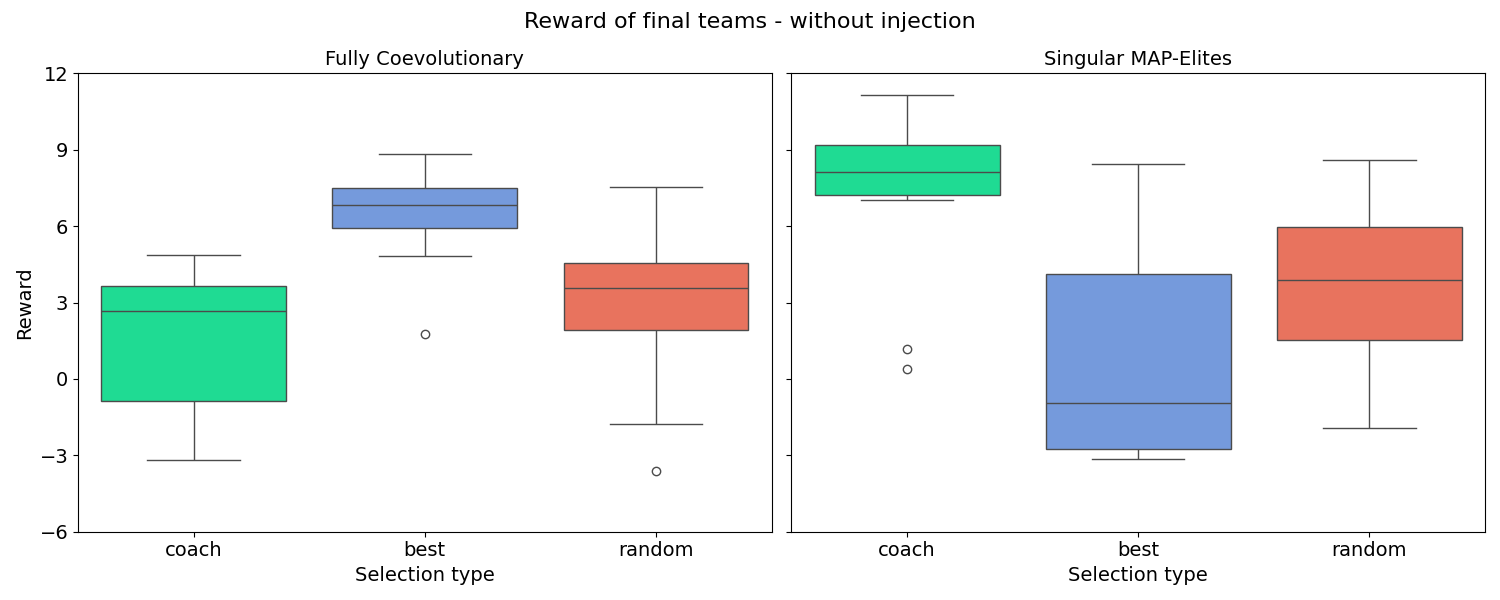 Reward of final teams - without injection
Fully Coevolutionary
Singular MAP-Elites
12
9
6
3
0
−3
−6
Reward
coach best random
coach best random
Selection type
Selection type